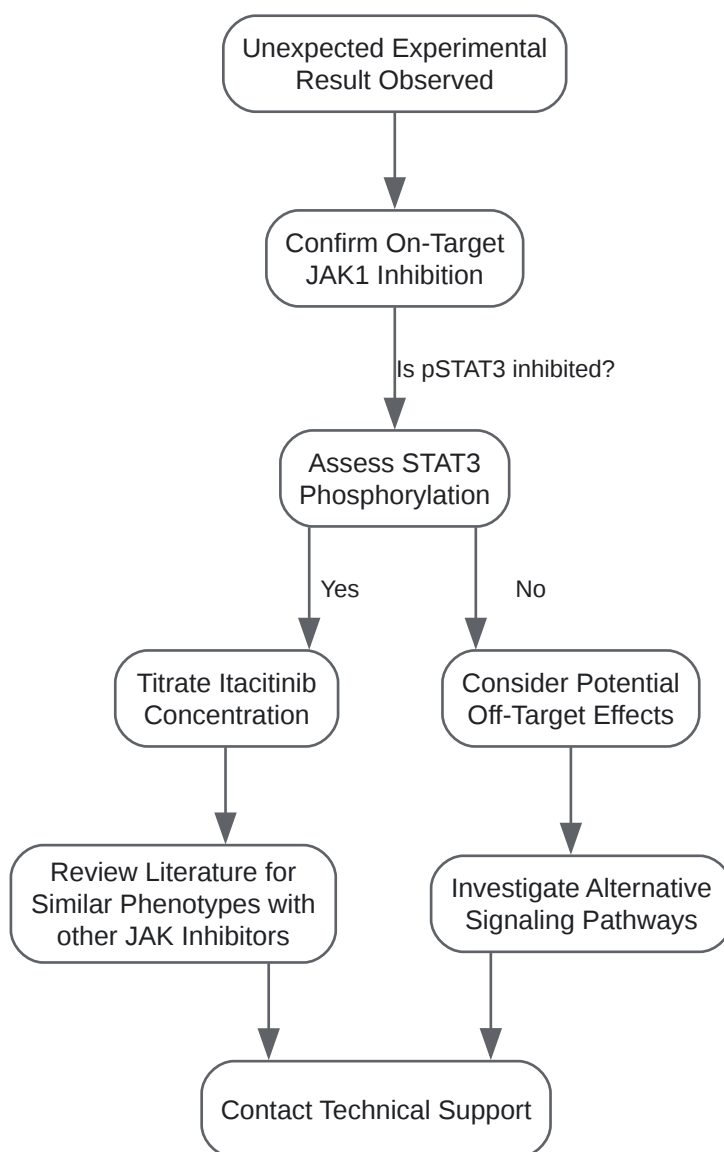 Unexpected Experimental
Result Observed
Confirm On-Target
JAK1 Inhibition
Is pSTAT3 inhibited?
Assess STAT3
Phosphorylation
Yes
No
Titrate Itacitinib
Concentration
Consider Potential
Off-Target Effects
Review Literature for
Similar Phenotypes with
other JAK Inhibitors
Investigate Alternative
Signaling Pathways
Contact Technical Support